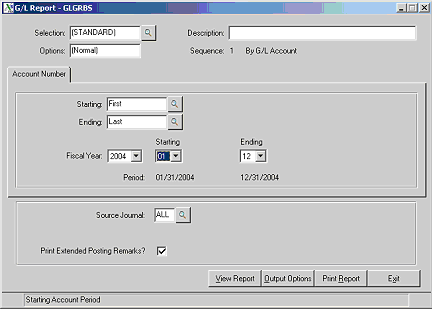 G/L Report - GLGRBS
Selection: (STANDARD) Description:
Options: (Normal) Sequence: 1 By G/L Account
Account Number
Starting: First
Ending: Last
Starting Ending
Fiscal Year: 2004 01 12
Period: 01/31/2004 12/31/2004
Source Journal: ALL
Print Extended Posting Remarks?
View Report Output Options Print Report Exit
Starting Account Period